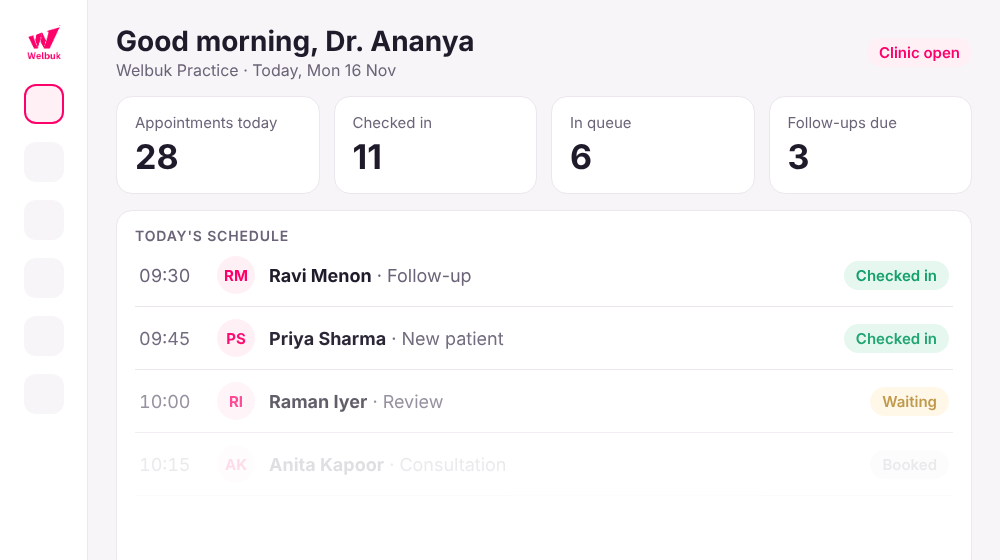 Welbuk
Good morning, Dr. Ananya
Welbuk Practice · Today, Mon 16 Nov
Clinic open
Appointments today
28
Checked in
11
In queue
6
Follow-ups due
3
TODAY'S SCHEDULE
09:30 RM Ravi Menon · Follow-up Checked in
09:45 PS Priya Sharma · New patient Checked in
10:00 RI Raman Iyer · Review Waiting
10:15 AK Anita Kapoor · Consultation Booked